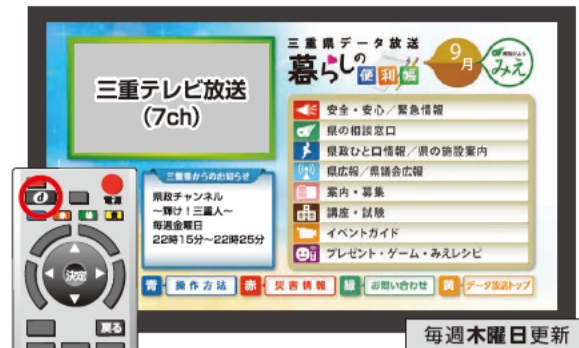 三重県データ放送
暮らしの便利帳
9月
みえ
三重テレビ放送
(7ch)
安全・安心／緊急情報
県の相談窓口
県政ひと口情報／県の施設案内
県広報／県議会広報
案内・募集
講座・試験
イベントガイド
プレゼント・ゲーム・みえレシピ
三重県からのお知らせ
県政チャンネル
～輝け！三重人～
毎週金曜日
22時15分～22時25分
青 操作方法 赤 災害情報 緑 お問い合わせ 黄 データ放送トップ
d
電源
青 赤 緑 黄
決定
戻る
毎週木曜日更新